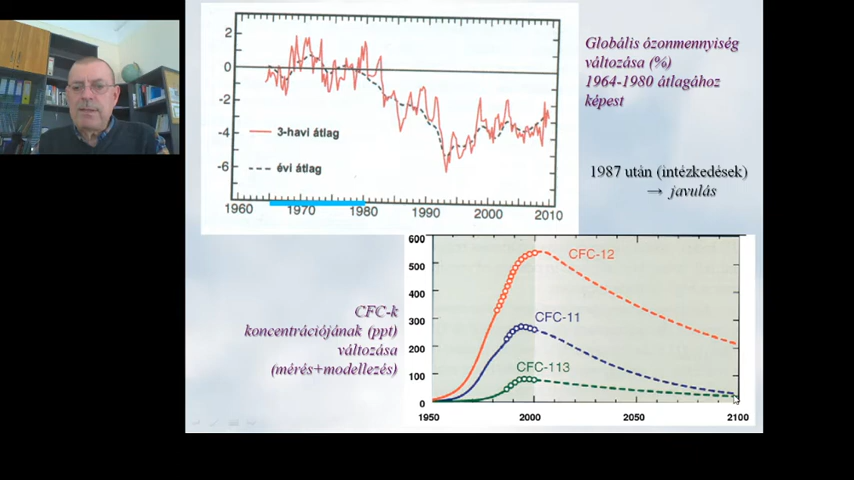 Globális ózonmennyiség
változása (%)
1964-1980 átlagához
képest
2
0
-2
-4
-6
3-havi átlag
évi átlag
1960 1970 1980 1990 2000 2010
1987 után (intézkedések)
→ javulás
CFC-k
koncentrációjának (ppt)
változása
(mérés+modellezés)
600
500
400
300
200
100
0
CFC-12
CFC-11
CFC-113
1950 2000 2050 2100